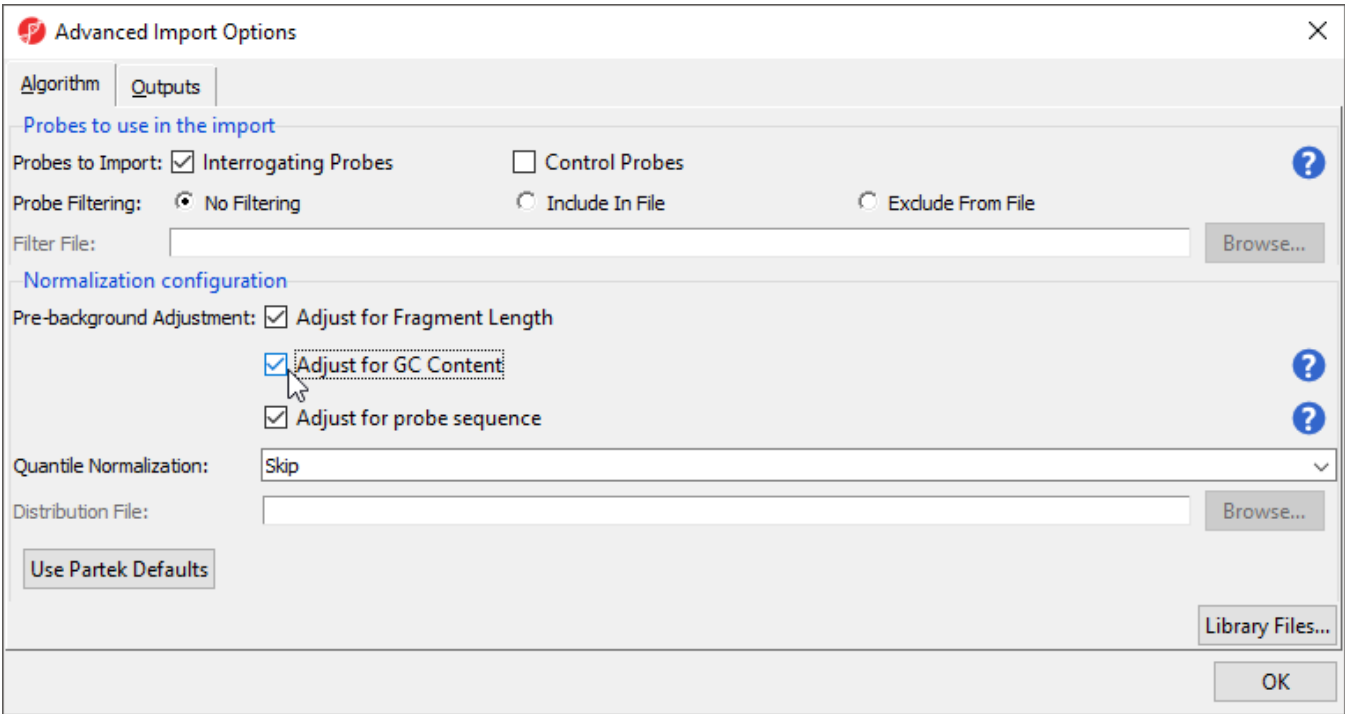 Advanced Import Options
Algorithm Outputs
Probes to use in the import
Probes to Import: Interrogating Probes Control Probes ?
Probe Filtering: No Filtering Include In File Exclude From File
Filter File: Browse...
Normalization configuration
Pre-background Adjustment: Adjust for Fragment Length
Adjust for GC Content ?
Adjust for probe sequence ?
Quantile Normalization: Skip
Distribution File: Browse...
Use Partek Defaults
Library Files...
OK